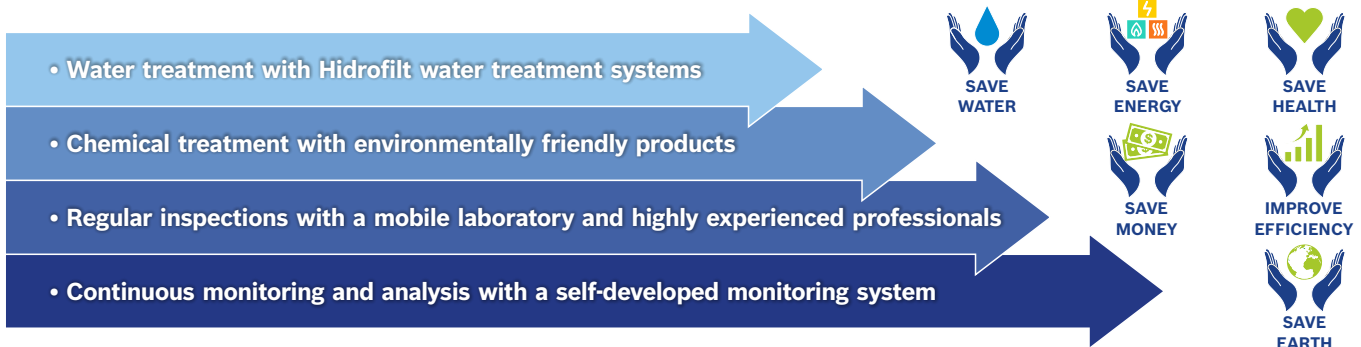 • Water treatment with Hidrofilt water treatment systems
• Chemical treatment with environmentally friendly products
• Regular inspections with a mobile laboratory and highly experienced professionals
• Continuous monitoring and analysis with a self-developed monitoring system
SAVE
WATER
SAVE
ENERGY
SAVE
HEALTH
$
SAVE
MONEY
IMPROVE
EFFICIENCY
SAVE
EARTH